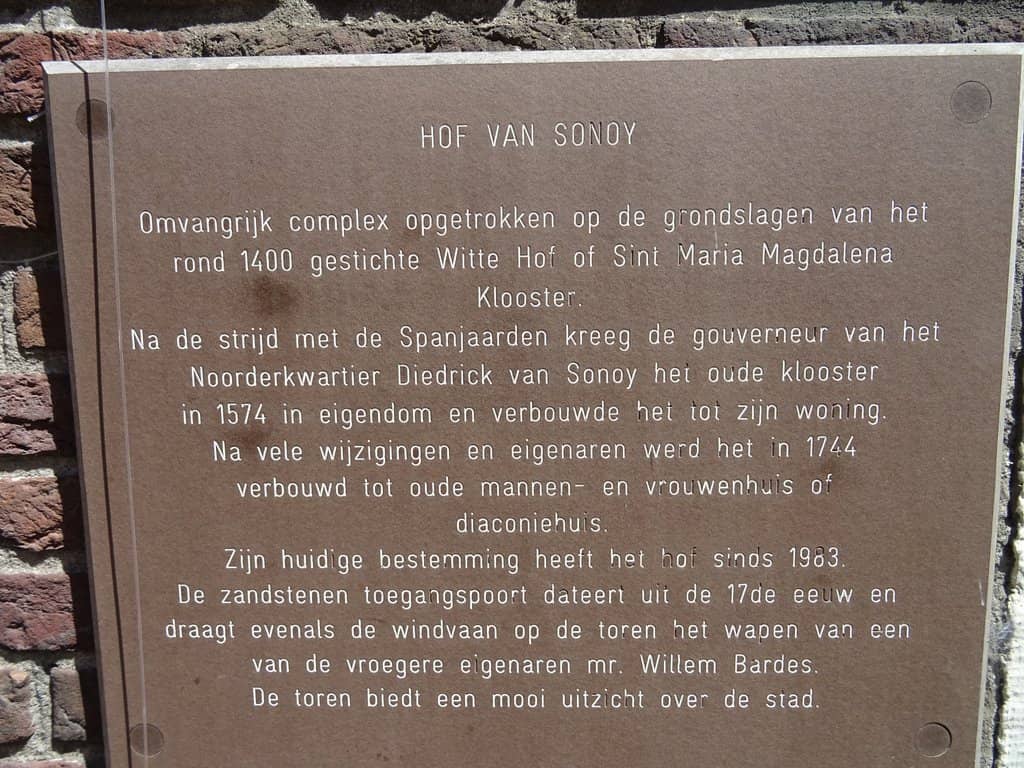 HOF VAN SONOY
Omvangrijk complex opgetrokken op de grondslagen van het
rond 1400 gestichte Witte Hof of Sint Maria Magdalena
Klooster.
Na de strijd met de Spanjaarden kreeg de gouverneur van het
Noorderkwartier Diedrick van Sonoy het oude klooster
in 1574 in eigendom en verbouwde het tot zijn woning.
Na vele wijzigingen en eigenaren werd het in 1744
verbouwd tot oude mannen- en vrouwenhuis of
diaconiehuis.
Zijn huidige bestemming heeft het hof sinds 1983.
De zandstenen toegangspoort dateert uit de 17de eeuw en
draagt evenals de windvaan op de toren het wapen van een
van de vroegere eigenaren mr. Willem Bardes.
De toren biedt een mooi uitzicht over de stad.